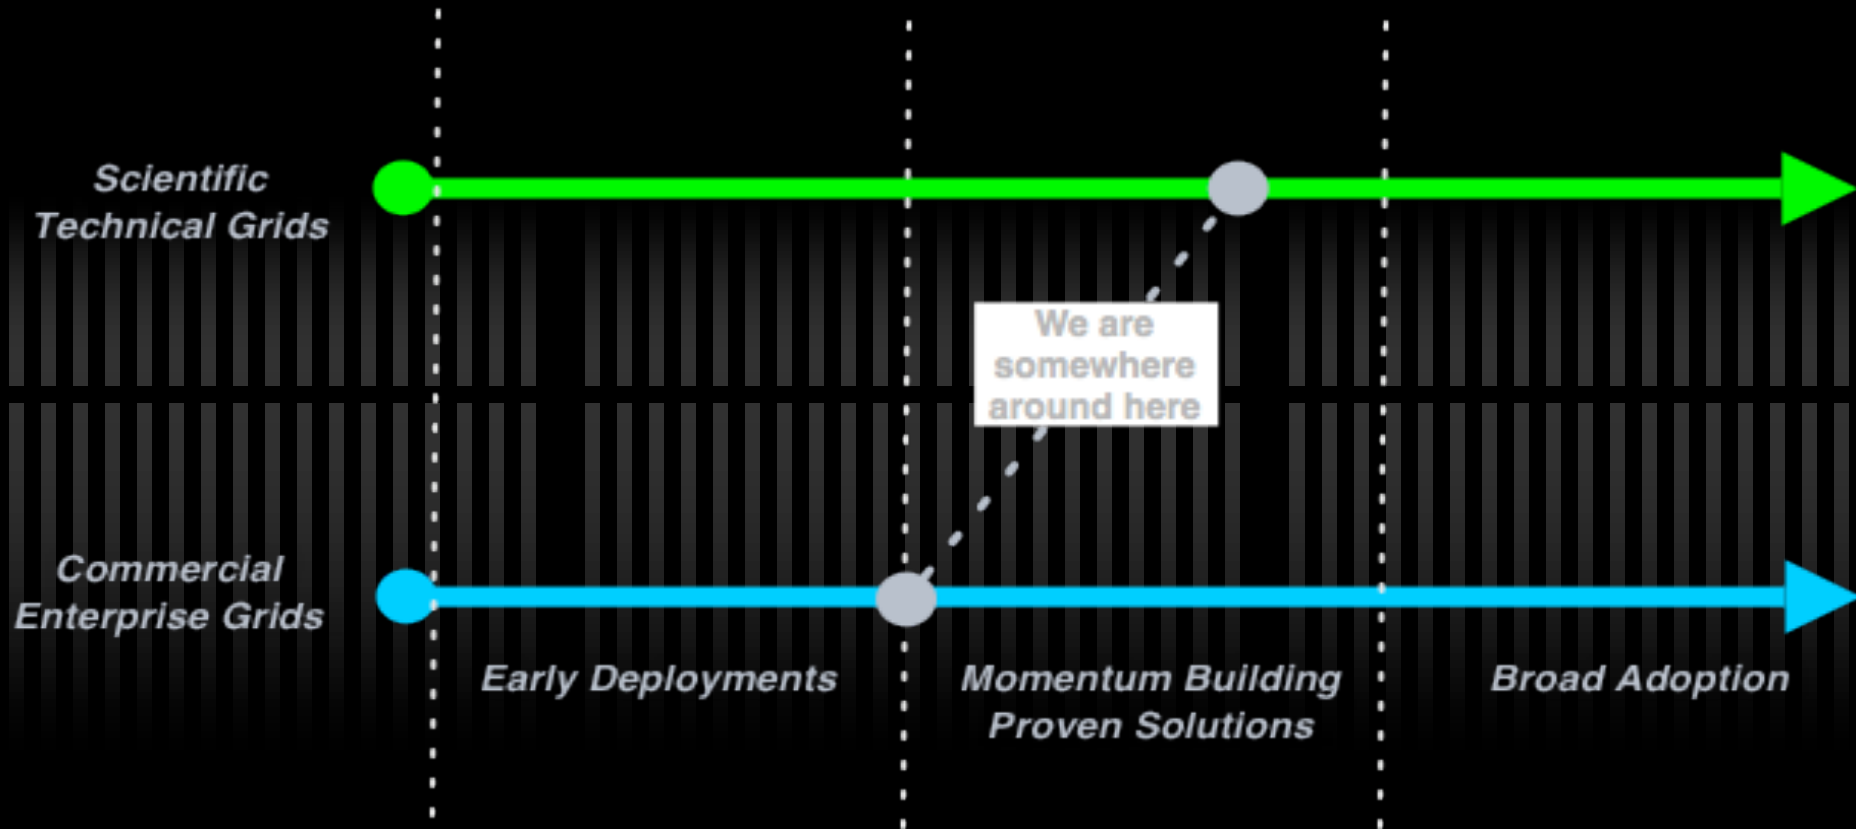 Scientific
Technical Grids
We are
somewhere
around here
Commercial
Enterprise Grids
Early Deployments
Momentum Building
Proven Solutions
Broad Adoption